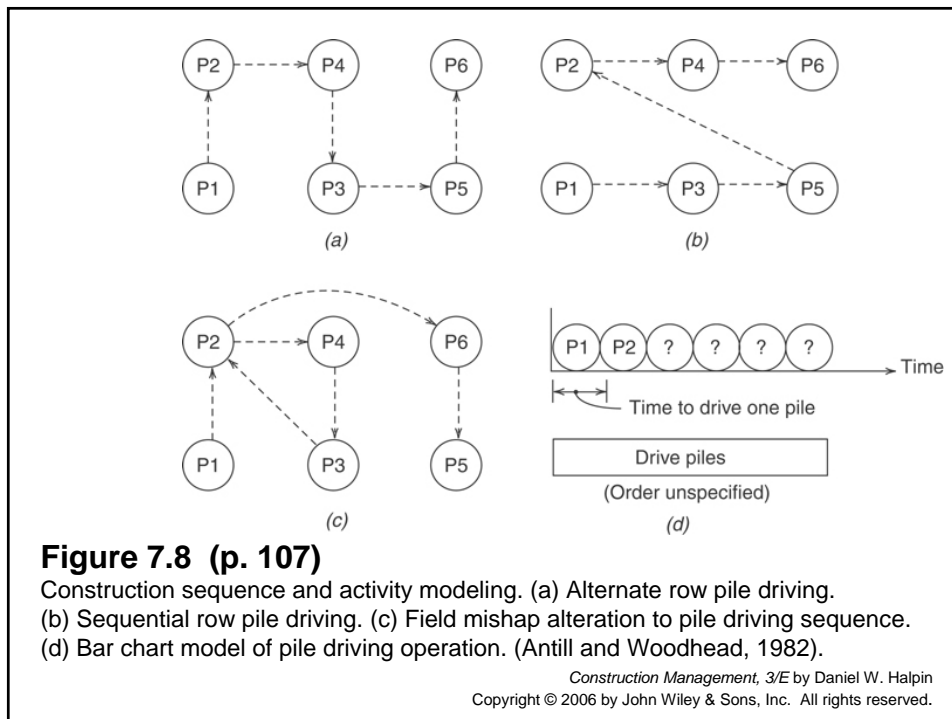 P2 P4 P6
P1 P3 P5
(a)
P2 P4 P6
P1 P3 P5
(b)
P2 P4 P6
P1 P3 P5
(c)
P1 P2 ? ? ? ?
Time
Time to drive one pile
Drive piles
(Order unspecified)
(d)
Figure 7.8 (p. 107)
Construction sequence and activity modeling. (a) Alternate row pile driving.
(b) Sequential row pile driving. (c) Field mishap alteration to pile driving sequence.
(d) Bar chart model of pile driving operation. (Antill and Woodhead, 1982).
Construction Management, 3/E by Daniel W. Halpin
Copyright © 2006 by John Wiley & Sons, Inc. All rights reserved.